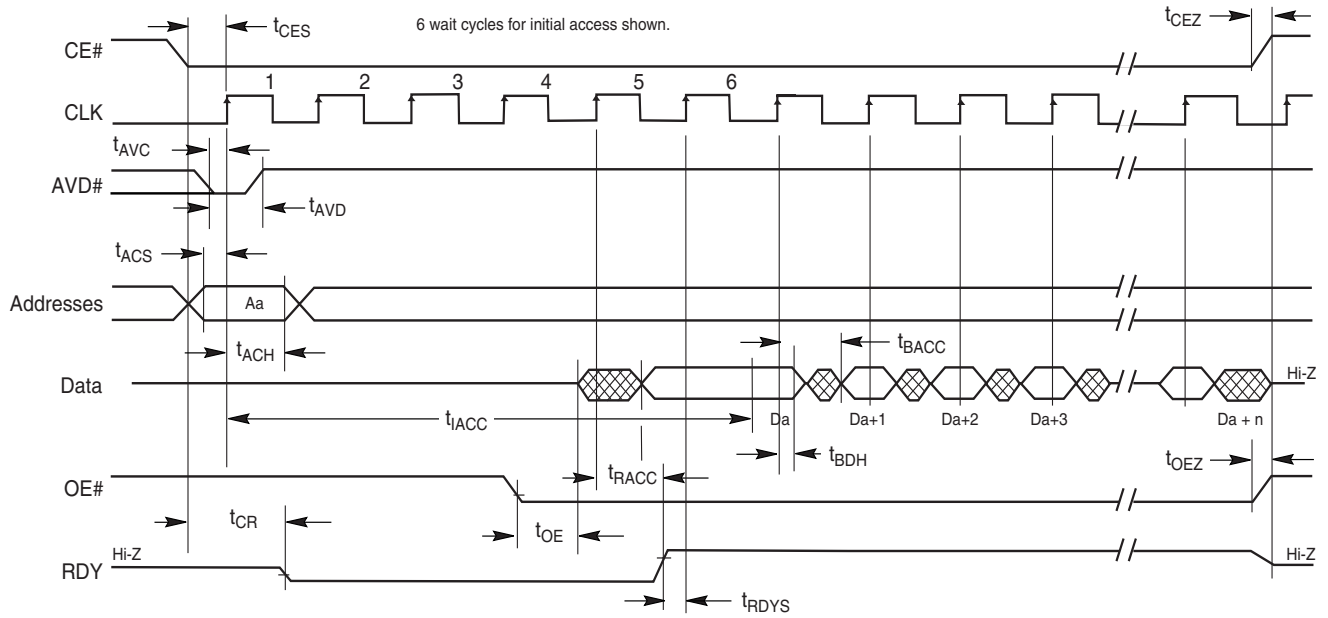 tCES
6 wait cycles for initial access shown.
tCEZ
CE#
1 2 3 4 5 6
CLK
tAVC
AVD#
tAVD
tACS
Addresses
Aa
tACH
tBACC
Data
Hi-Z
tIACC
Da
Da+1
Da+2
Da+3
Da + n
tBDH
tRACC
tOEZ
OE#
tCR
tOE
Hi-Z
RDY
Hi-Z
tRDYS